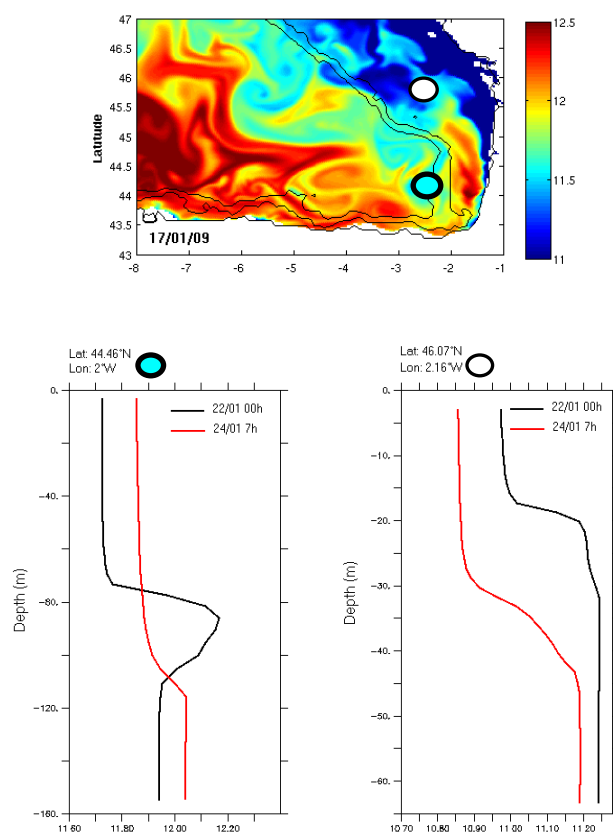 47
46.5
46
45.5
45
44.5
44
43.5
43
Latitude
17/01/09
-8 -7 -6 -5 -4 -3 -2 -1
12.5
12
11.5
11
Lat: 44.46°N
Lon: 2°W
Lat: 46.07°N
Lon: 2.16°W
22/01 00h
24/01 7h
22/01 00h
24/01 7h
0.
-40.
-80.
-120.
-160.
Depth (m)
11.60 11.80 12.00 12.20
0.
-10.
-20.
-30.
-40.
-50.
-60.
Depth (m)
10.70 10.80 10.90 11.00 11.10 11.20